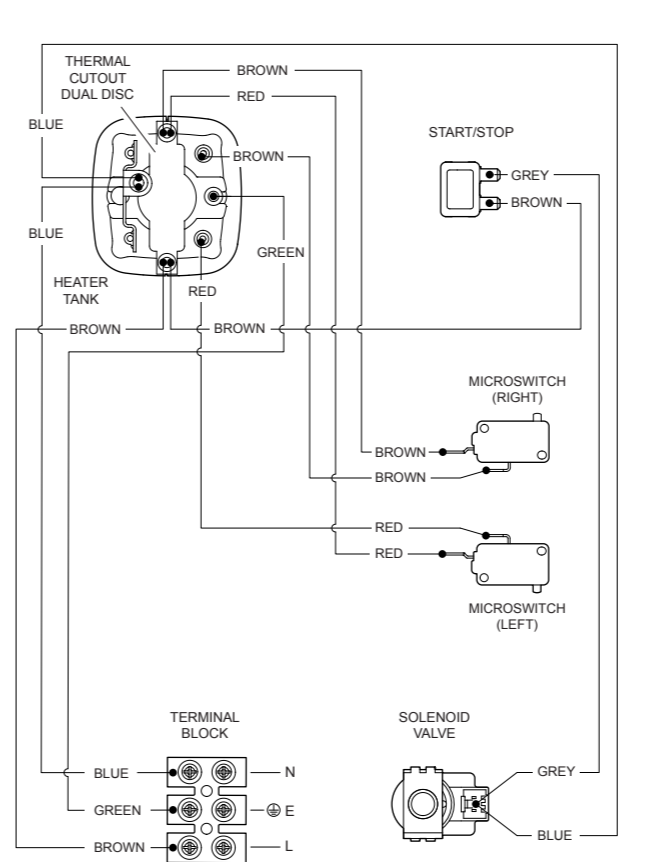 THERMAL
CUTOUT
DUAL DISC
BROWN
RED
BLUE
BROWN
START/STOP
GREY
BROWN
BLUE
GREEN
HEATER
TANK
RED
BROWN
BROWN
MICROSWITCH
(RIGHT)
BROWN
BROWN
RED
RED
MICROSWITCH
(LEFT)
TERMINAL
BLOCK
SOLENOID
VALVE
BLUE
N
GREY
GREEN
E
BLUE
BROWN
L